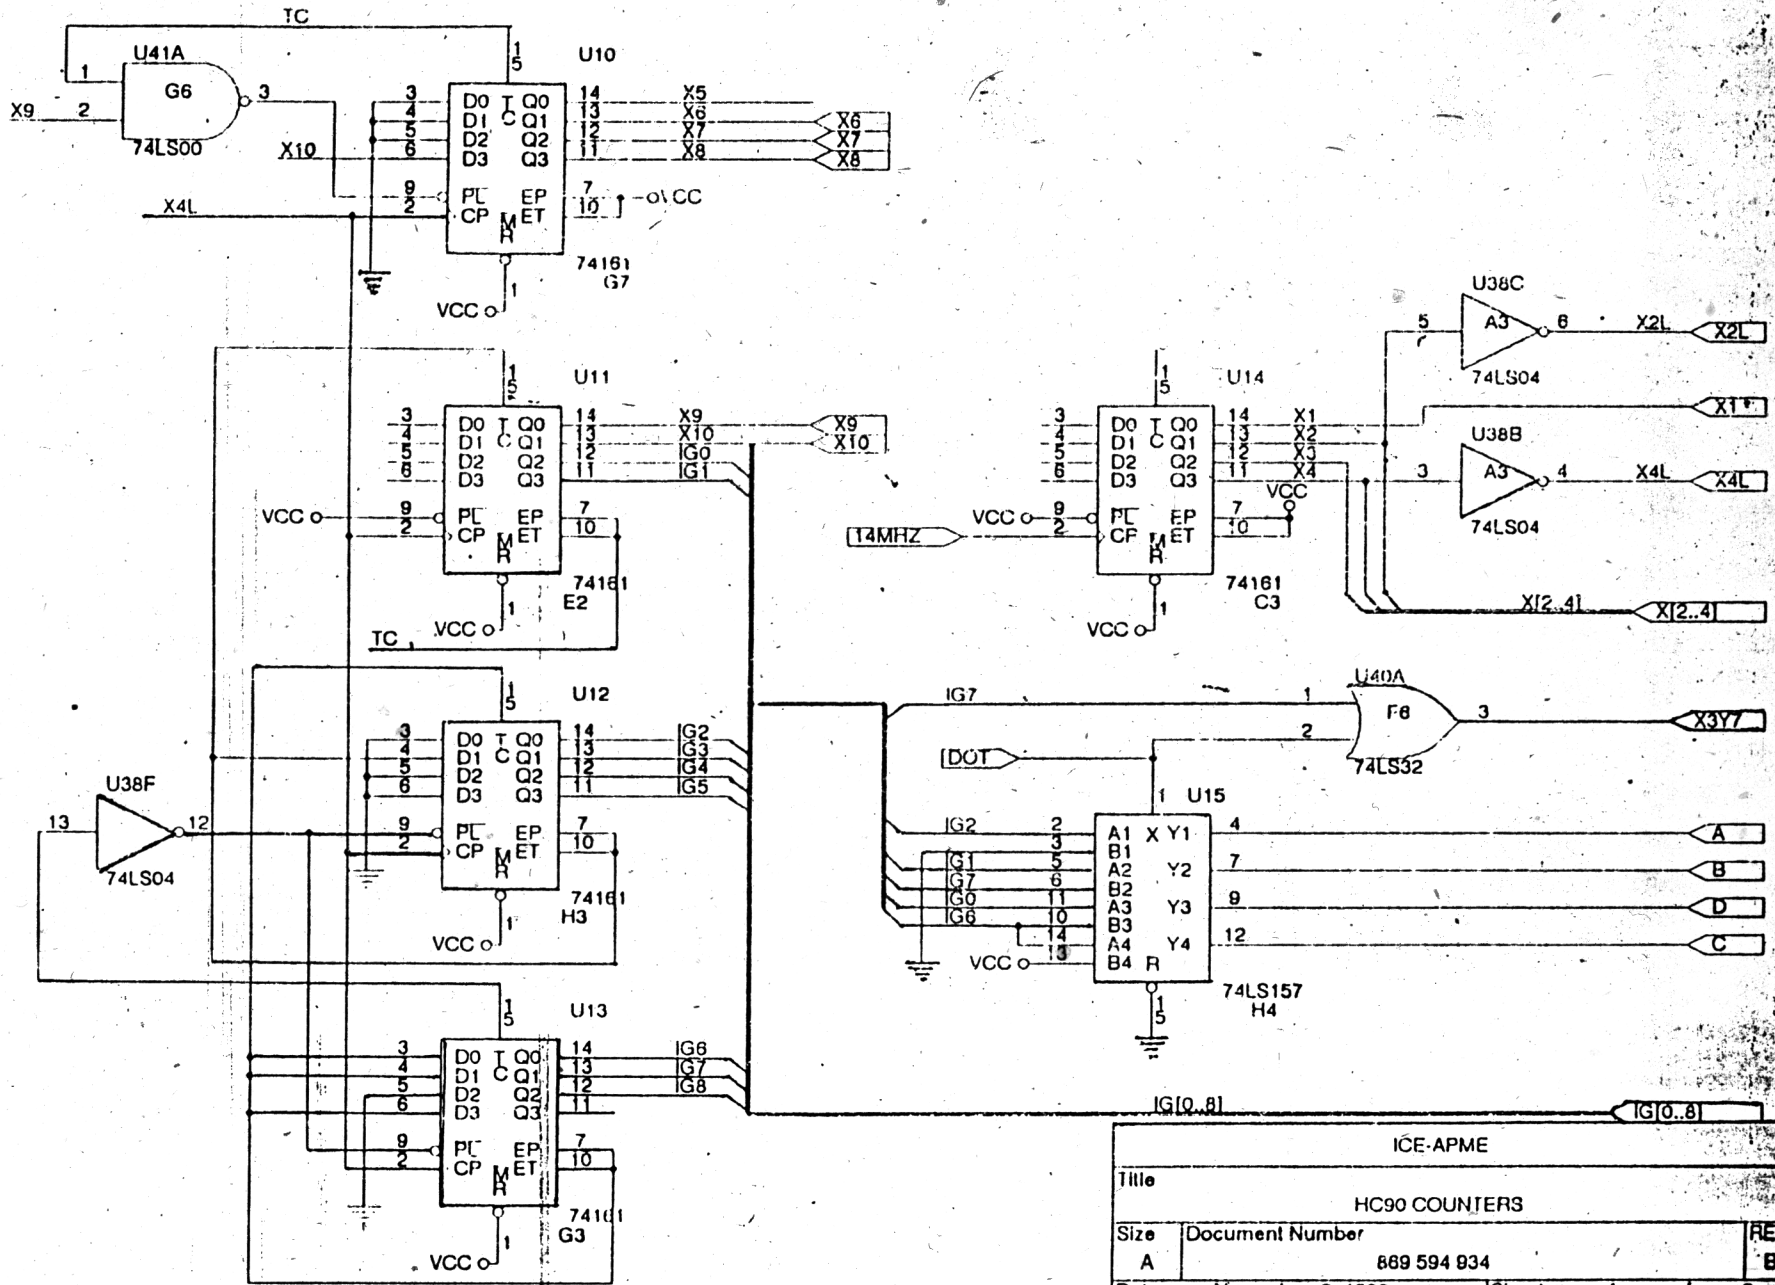 TC
U41A
1
G6
3
X9
2
74LS00
U10
1
5
3
D0
T
Q0
14
X5
4
D1
C
Q1
13
X6
X6
5
D2
Q2
12
X7
X7
X10
6
D3
Q3
11
X8
X8
9
PL
EP
7
VCC
X4L
2
CP
M
R
ET
10
74161
G7
VCC
1
U11
1
5
3
D0
T
Q0
14
X9
X9
4
D1
C
Q1
13
X10
X10
5
D2
Q2
12
IG0
6
D3
Q3
11
IG1
VCC
9
PL
EP
7
2
CP
M
R
ET
10
74161
E2
VCC
1
TC
U12
1
5
3
D0
T
Q0
14
IG2
4
D1
C
Q1
13
IG3
5
D2
Q2
12
IG4
6
D3
Q3
11
IG5
U38F
13
12
74LS04
9
PL
EP
7
2
CP
M
R
ET
10
74161
H3
VCC
1
U13
1
5
3
D0
T
Q0
14
IG6
4
D1
C
Q1
13
IG7
5
D2
Q2
12
IG8
6
D3
Q3
11
9
PL
EP
7
2
CP
M
R
ET
10
74161
G3
VCC
1
U14
1
5
3
D0
T
Q0
14
X1
4
D1
C
Q1
13
X2
5
D2
Q2
12
X3
6
D3
Q3
11
X4
VCC
VCC
9
PL
EP
7
14MHZ
2
CP
M
R
ET
10
74161
C3
VCC
1
U38C
5
A3
6
X2L
X2L
74LS04
X1
U38B
3
A3
4
X4L
X4L
74LS04
X[2..4]
X[2..4]
U40A
IG7
1
F6
3
X3Y7
DOT
2
74LS32
1
U15
IG2
2
A1
X
Y1
4
A
3
B1
IG1
5
A2
Y2
7
B
IG7
6
B2
IG0
11
A3
Y3
9
D
IG6
10
B3
14
A4
Y4
12
C
VCC
13
B4
R
74LS157
H4
1
5
IG[0..8]
IG[0..8]
ICE-APME
Title
HC90 COUNTERS
Size
Document Number
A
869 594 934